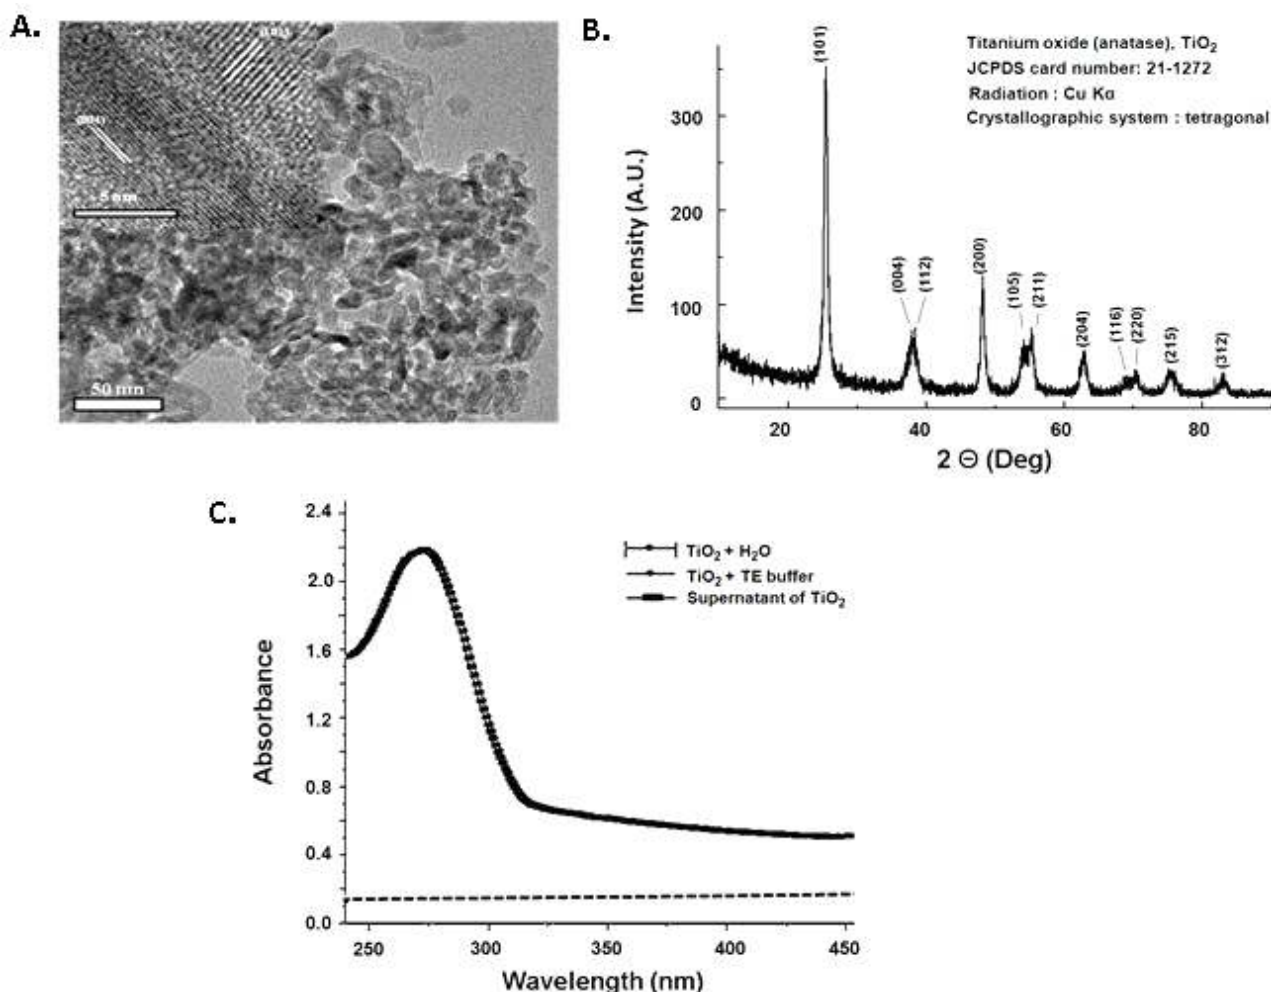 A.
(004)
5 nm
50 nm
B.
Titanium oxide (anatase), TiO₂
JCPDS card number: 21-1272
Radiation : Cu Kα
Crystallographic system : tetragonal
(101)
(004)
(112)
(200)
(105)
(211)
(204)
(116)
(220)
(215)
(312)
Intensity (A.U.)
300
200
100
0
20
40
60
80
2 Θ (Deg)
C.
2.4
2.0
1.6
1.2
0.8
0.4
0.0
Absorbance
TiO₂ + H₂O
TiO₂ + TE buffer
Supernatant of TiO₂
250
300
350
400
450
Wavelength (nm)